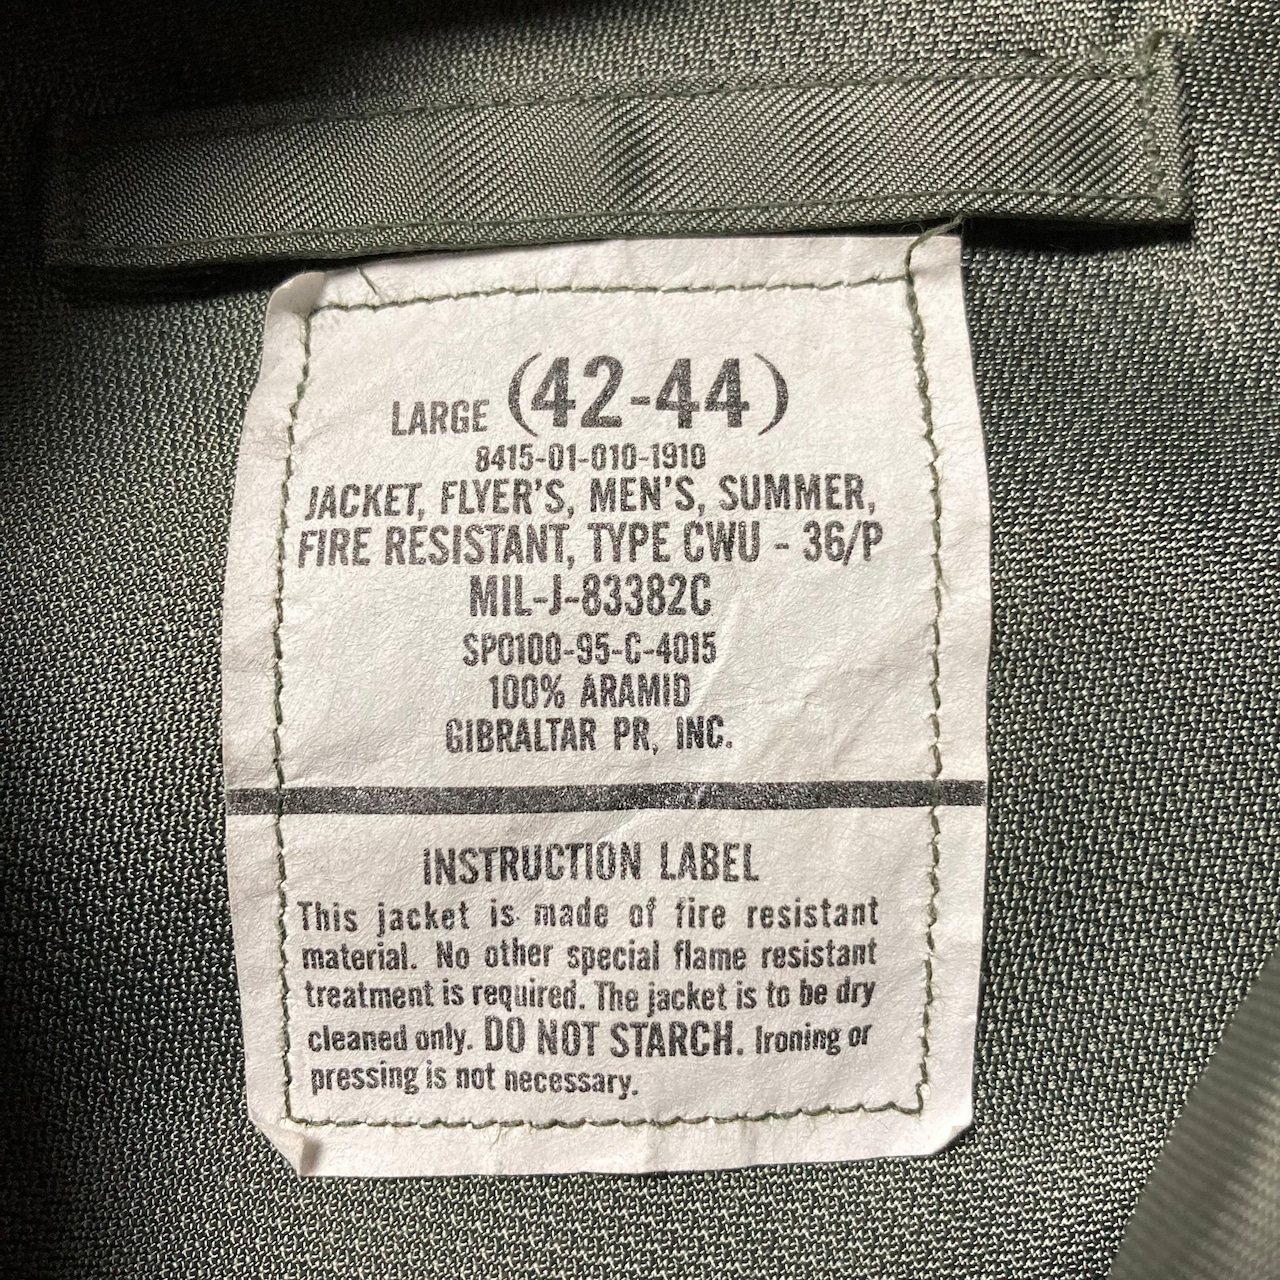 LARGE (42-44)
8415-01-010-1910
JACKET, FLYER'S, MEN'S, SUMMER,
FIRE RESISTANT, TYPE CWU - 36/P
MIL-J-83382C
SP0100-95-C-4015
100% ARAMID
GIBRALTAR PR, INC.
INSTRUCTION LABEL
This jacket is made of fire resistant
material. No other special flame resistant
treatment is required. The jacket is to be dry
cleaned only. DO NOT STARCH. Ironing or
pressing is not necessary.